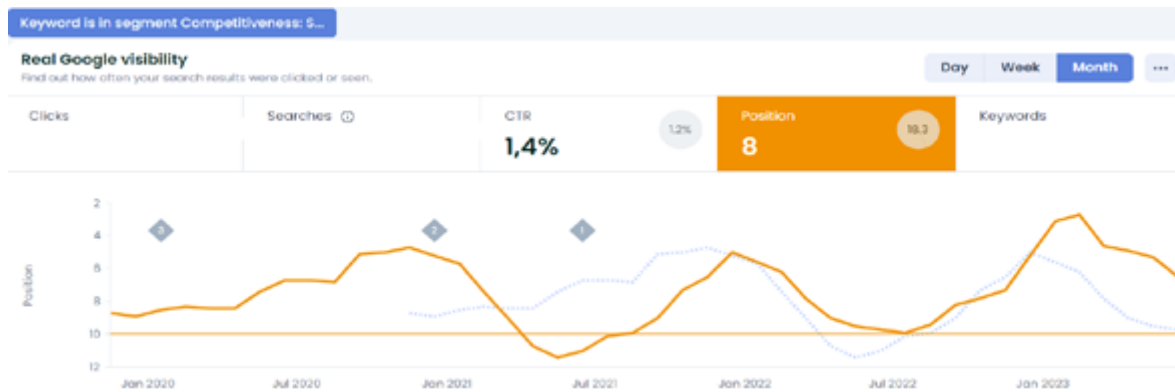 Keyword is in segment Competitiveness: S...
Real Google visibility
Find out how often your search results were clicked or seen.
Day Week Month ...
Clicks
Searches
CTR
1,4%
1.2%
Position
8
18.3
Keywords
Position
2
4
6
8
10
12
3
2
1
Jan 2020 Jul 2020 Jan 2021 Jul 2021 Jan 2022 Jul 2022 Jan 2023